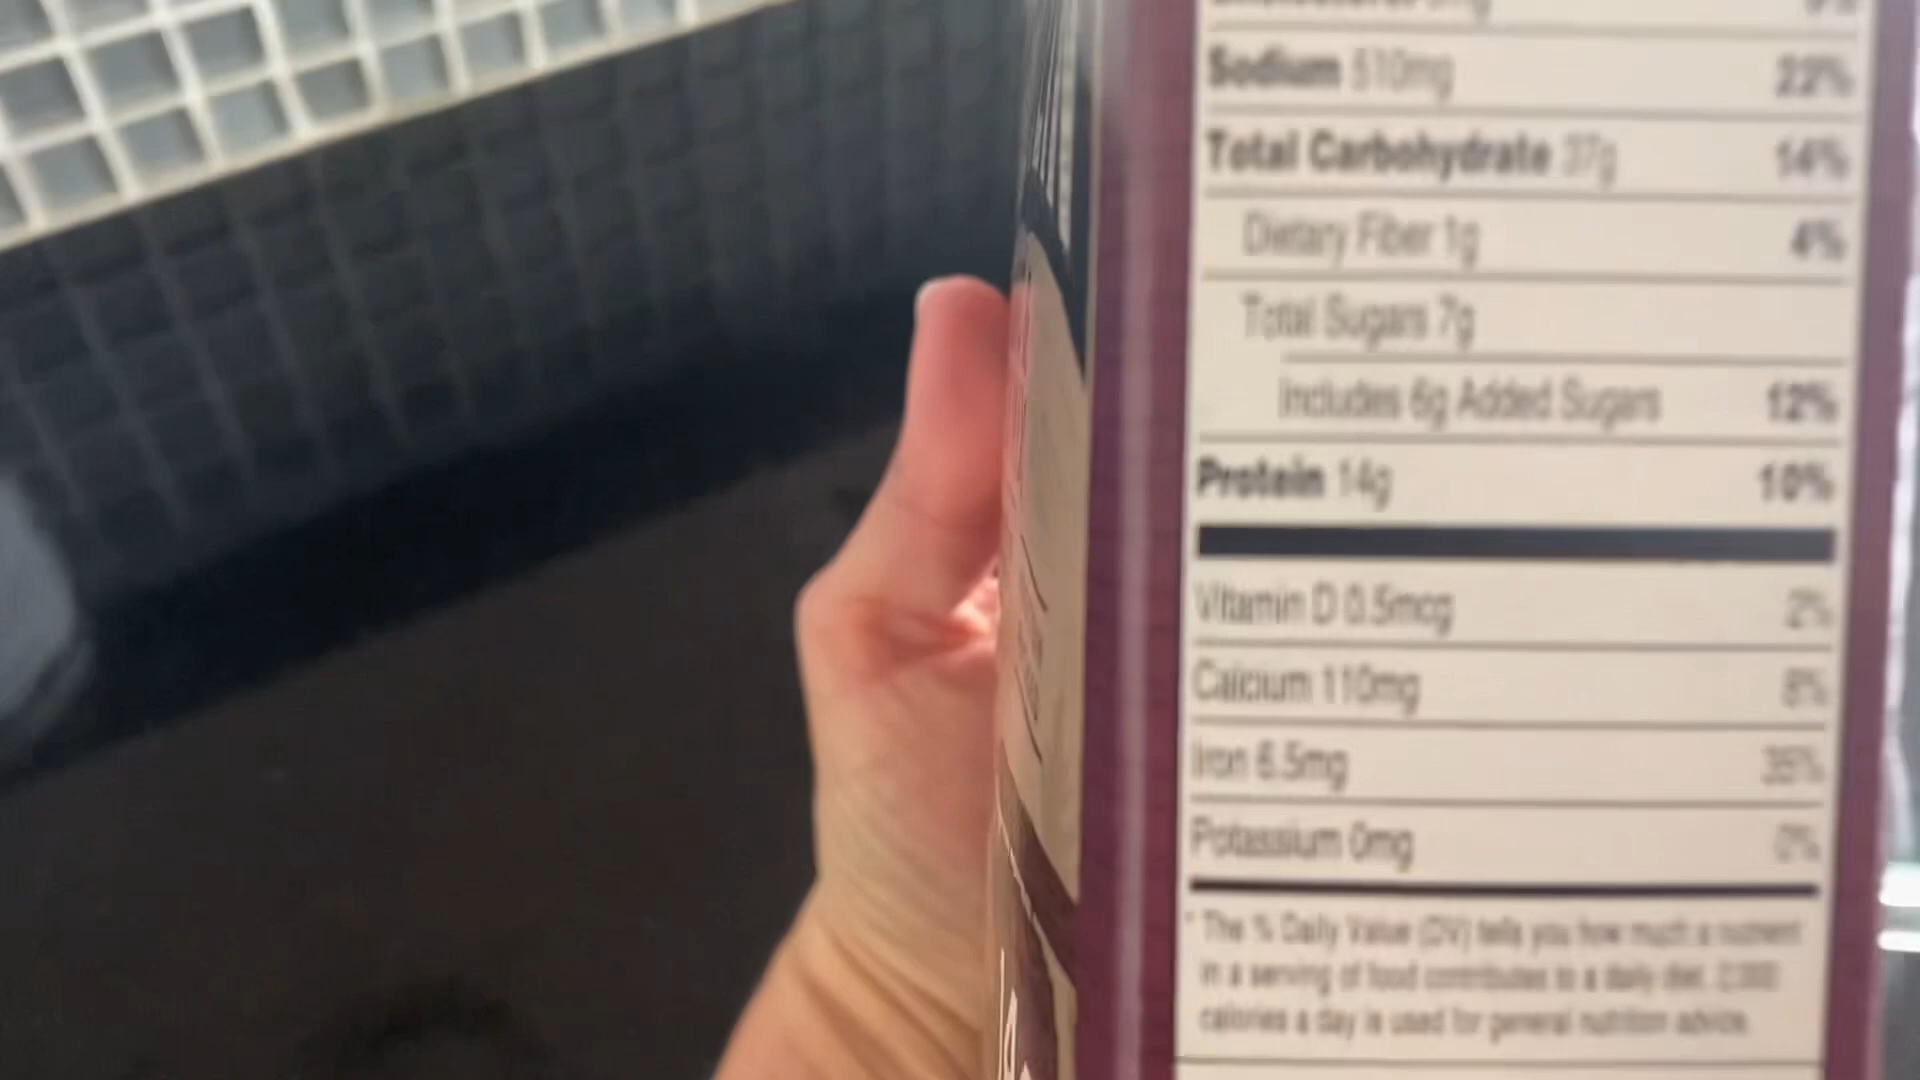 Sodium 510mg 22%
Total Carbohydrate 37g 14%
Dietary Fiber 1g 4%
Total Sugars 7g
Includes 6g Added Sugars 12%
Protein 14g 10%
Vitamin D 0.5mcg 2%
Calcium 110mg 8%
Iron 6.5mg 35%
Potassium 0mg 0%
* The % Daily Value (DV) tells you how much a nutrient
in a serving of food contributes to a daily diet. 2,000
calories a day is used for general nutrition advice.